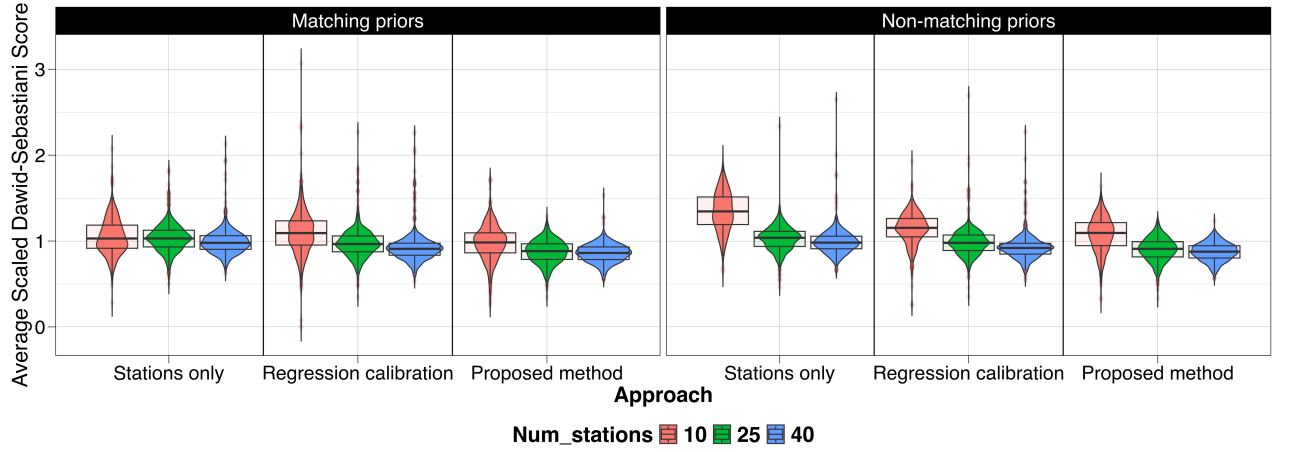 Matching priors
Non-matching priors
Average Scaled Dawid-Sebastiani Score
3
2
1
0
Stations only
Regression calibration
Proposed method
Stations only
Regression calibration
Proposed method
Approach
Num_stations 10 25 40